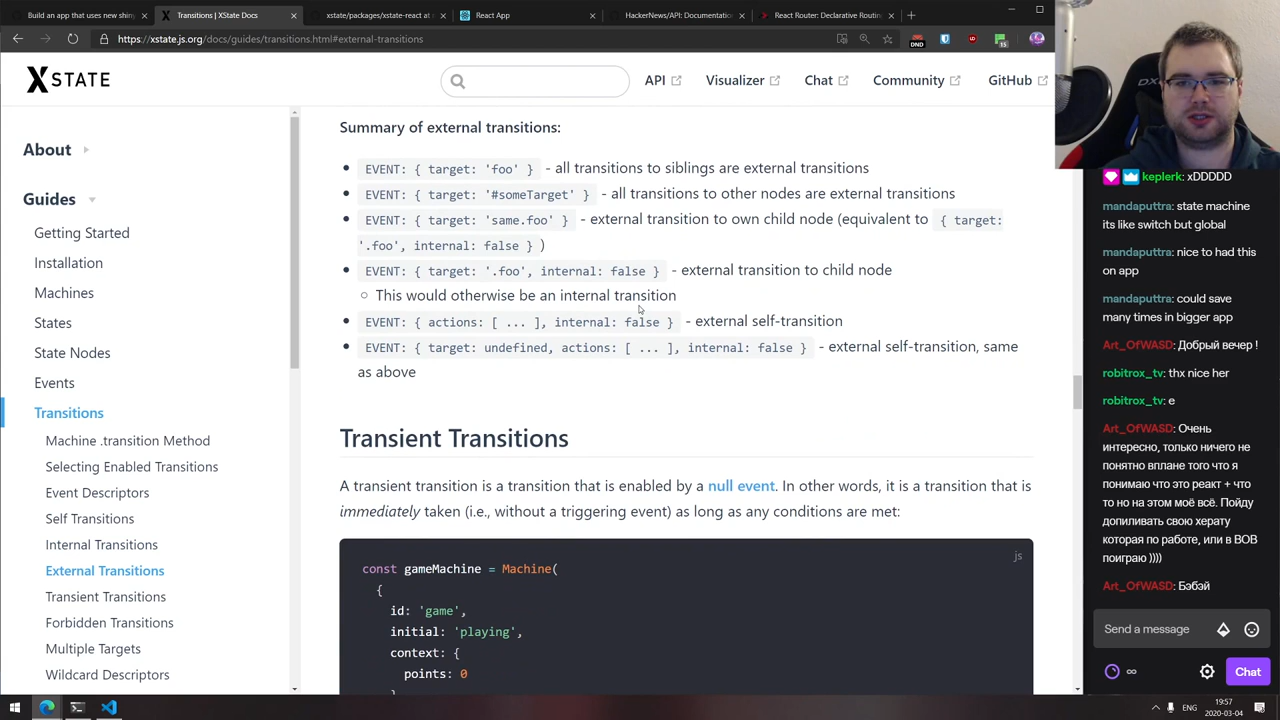 Build an app that uses new shiny
Transitions | XState Docs
xstate/packages/xstate-react at
React App
HackerNews/API: Documentation
React Router: Declarative Routing
https://xstate.js.org/docs/guides/transitions.html#external-transitions
DND
15
XSTATE
API
Visualizer
Chat
Community
GitHub
About
Guides
Getting Started
Installation
Machines
States
State Nodes
Events
Transitions
Machine .transition Method
Selecting Enabled Transitions
Event Descriptors
Self Transitions
Internal Transitions
External Transitions
Transient Transitions
Forbidden Transitions
Multiple Targets
Wildcard Descriptors
Summary of external transitions:
EVENT: { target: 'foo' } - all transitions to siblings are external transitions
EVENT: { target: '#someTarget' } - all transitions to other nodes are external transitions
EVENT: { target: 'same.foo' } - external transition to own child node (equivalent to { target:
'.foo', internal: false } )
EVENT: { target: '.foo', internal: false } - external transition to child node
This would otherwise be an internal transition
EVENT: { actions: [ ... ], internal: false } - external self-transition
EVENT: { target: undefined, actions: [ ... ], internal: false } - external self-transition, same
as above
Transient Transitions
A transient transition is a transition that is enabled by a null event. In other words, it is a transition that is
immediately taken (i.e., without a triggering event) as long as any conditions are met:
js
const gameMachine = Machine(
{
id: 'game',
initial: 'playing',
context: {
points: 0
}
DX
keplerk: xDDDDD
mandaputtra: state machine
its like switch but global
mandaputtra: nice to had this
on app
mandaputtra: could save
many times in bigger app
Art_OfWASD: Добрый вечер !
robitrox_tv: thx nice her
robitrox_tv: e
Art_OfWASD: Очень
интересно, только ничего не
понятно вплане того что я
понимаю что это реакт + что
то но на этом моё всё. Пойду
допиливать свою херату
которая по работе, или в ВОВ
поиграю ))))
Art_OfWASD: Бэбэй
Send a message
∞
Chat
ENG
19:57
2020-03-04